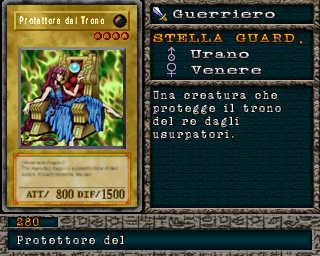 Protettore del Trono
ATT/ 800 DIF/1500
Guerriero
STELLA GUARD.
Urano
Venere
Una creatura che
protegge il trono
del re dagli
usurpatori.
280
Protettore del